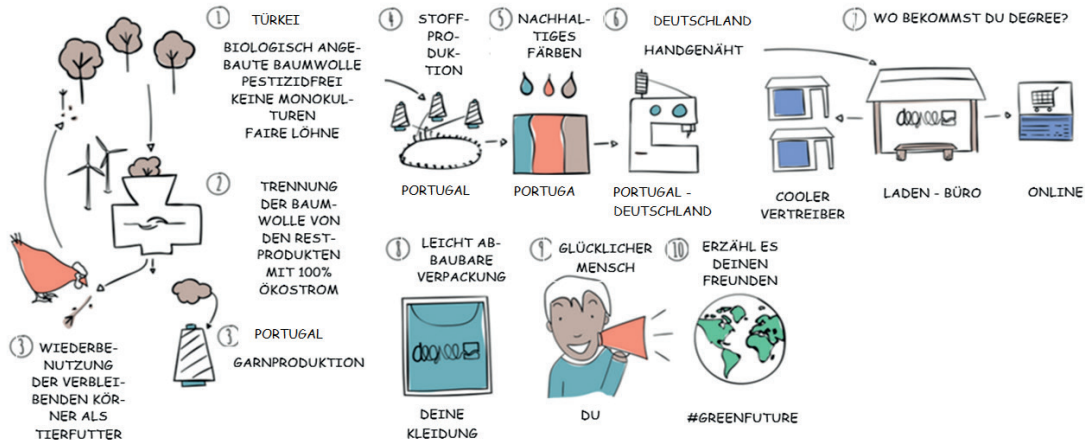 1
TÜRKEI
BIOLOGISCH ANGE-
BAUTE BAUMWOLLE
PESTIZIDFREI
KEINE MONOKUL-
TUREN
FAIRE LÖHNE
2
TRENNUNG
DER BAUM-
WOLLE VON
DEN REST-
PRODUKTEN
MIT 100%
ÖKOSTROM
3
WIEDERBE-
NUTZUNG
DER VERBLEI-
BENDEN KÖR-
NER ALS
TIERFUTTER
3
PORTUGAL
GARNPRODUKTION
4
STOFF-
PRO-
DUK-
TION
PORTUGAL
5
NACHHAL-
TIGES
FÄRBEN
PORTUGA
6
DEUTSCHLAND
HANDGENÄHT
PORTUGAL -
DEUTSCHLAND
7
WO BEKOMMST DU DEGREE?
COOLER
VERTREIBER
degree
LADEN - BÜRO
ONLINE
8
LEICHT AB-
BAUBARE
VERPACKUNG
degree
DEINE
KLEIDUNG
9
GLÜCKLICHER
MENSCH
DU
10
ERZÄHL ES
DEINEN
FREUNDEN
#GREENFUTURE